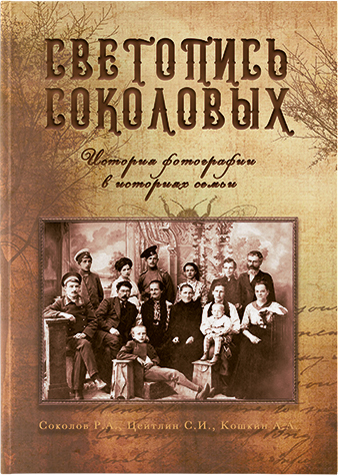 СВЕТОПИСЬ
СОКОЛОВЫХ
История фотографии
в историях семьи
Соколов Р.А., Цейтлин С.И., Кошкин А.А.